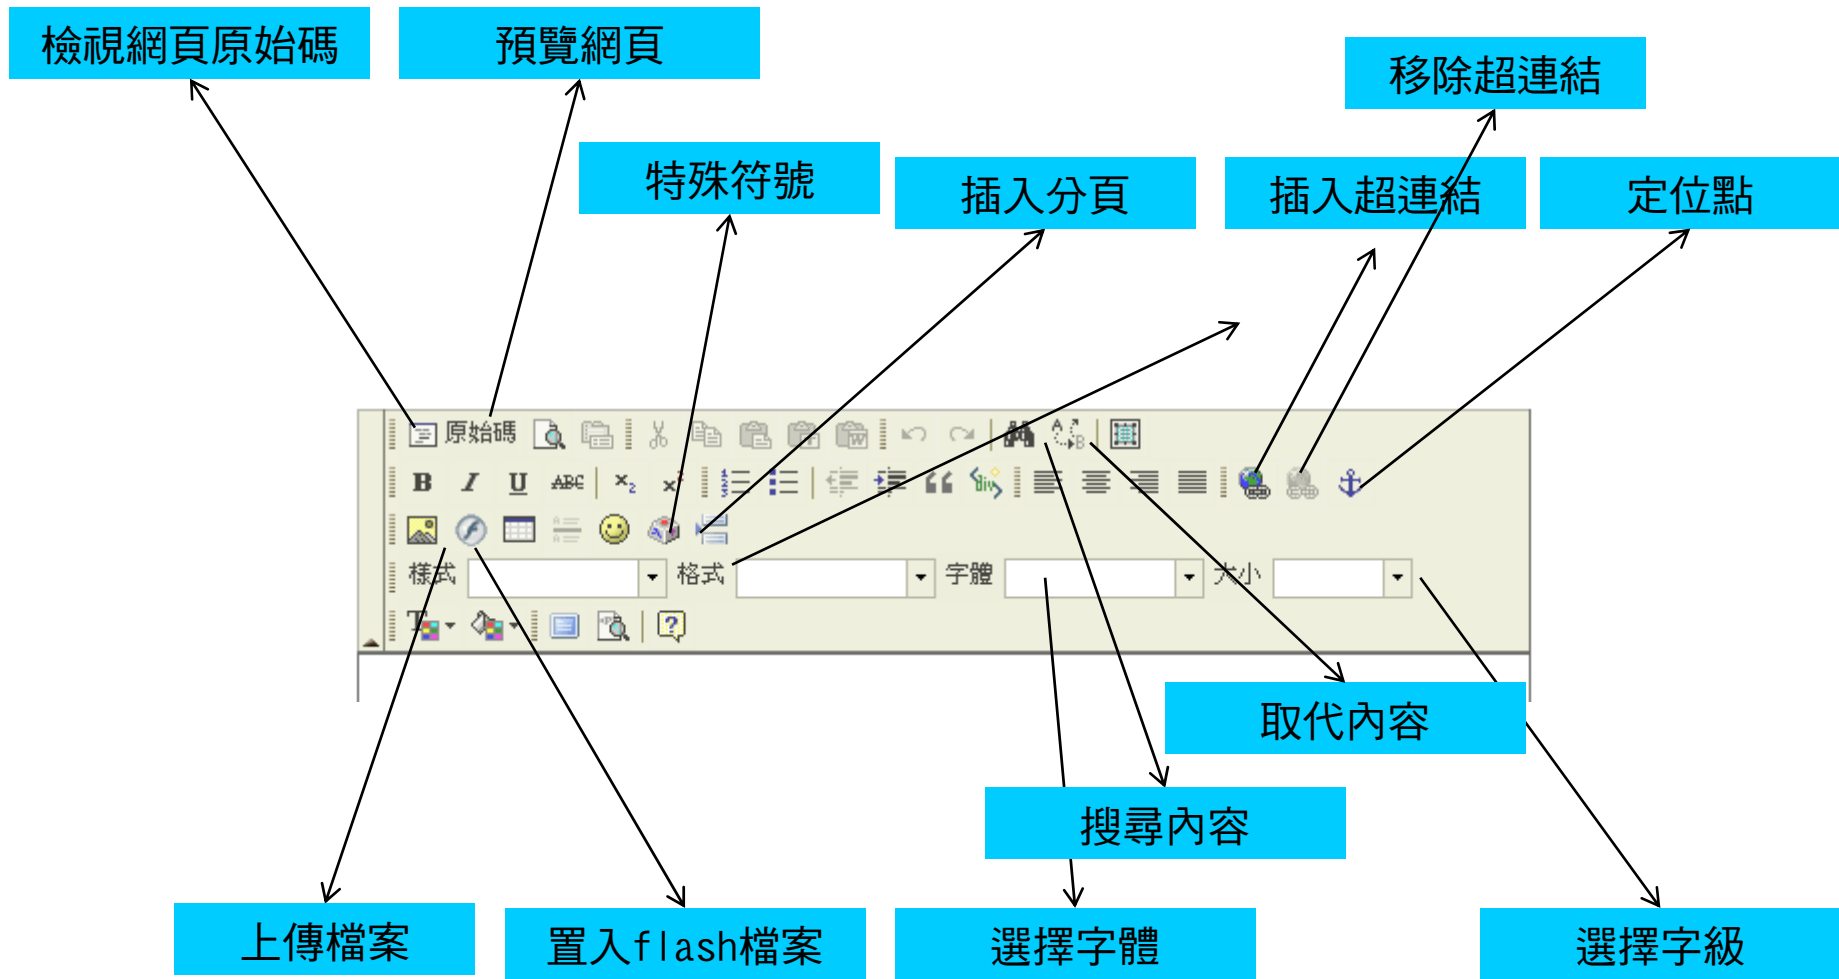 檢視網頁原始碼
預覽網頁
移除超連結
特殊符號
插入分頁
插入超連結
定位點
原始碼
B I U ABC x₂ x²
樣式
格式
字體
大小
取代內容
搜尋內容
上傳檔案
置入flash檔案
選擇字體
選擇字級